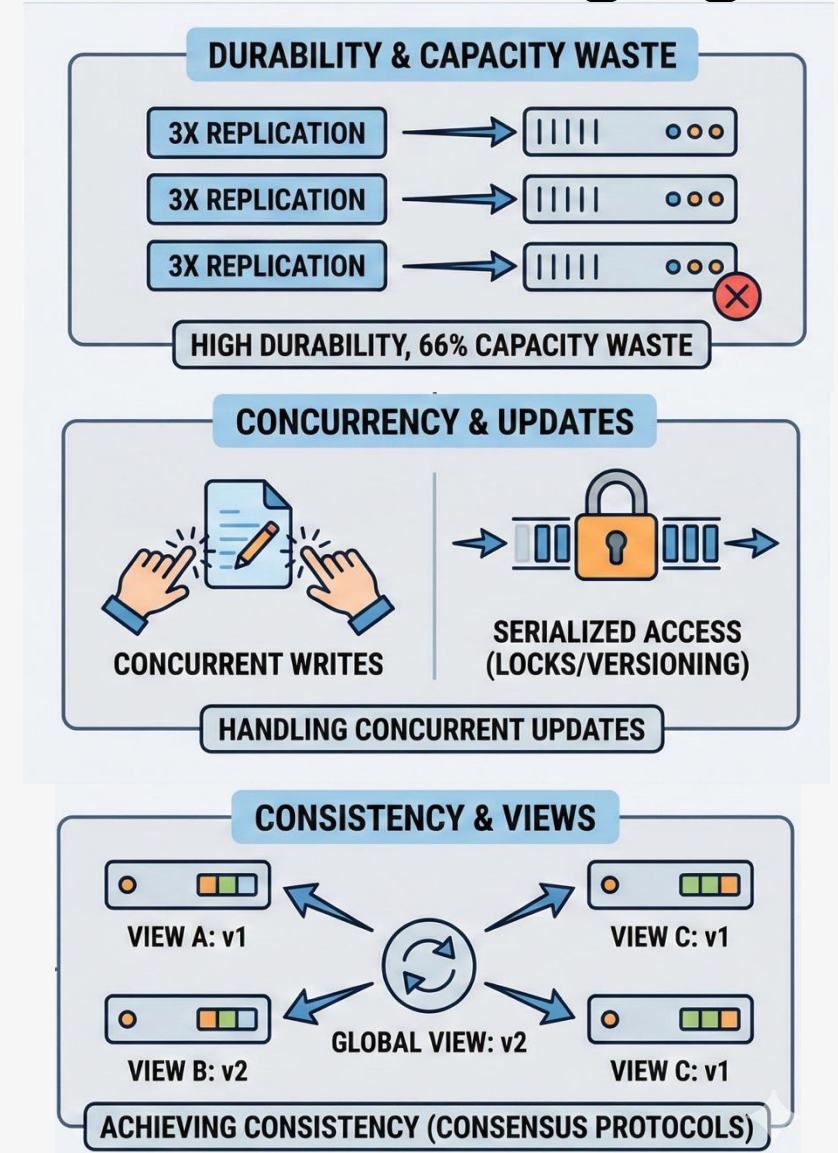 DURABILITY & CAPACITY WASTE
3X REPLICATION
3X REPLICATION
3X REPLICATION
HIGH DURABILITY, 66% CAPACITY WASTE
CONCURRENCY & UPDATES
CONCURRENT WRITES
SERIALIZED ACCESS
(LOCKS/VERSIONING)
HANDLING CONCURRENT UPDATES
CONSISTENCY & VIEWS
VIEW A: v1
VIEW C: v1
GLOBAL VIEW: v2
VIEW B: v2
VIEW C: v1
ACHIEVING CONSISTENCY (CONSENSUS PROTOCOLS)